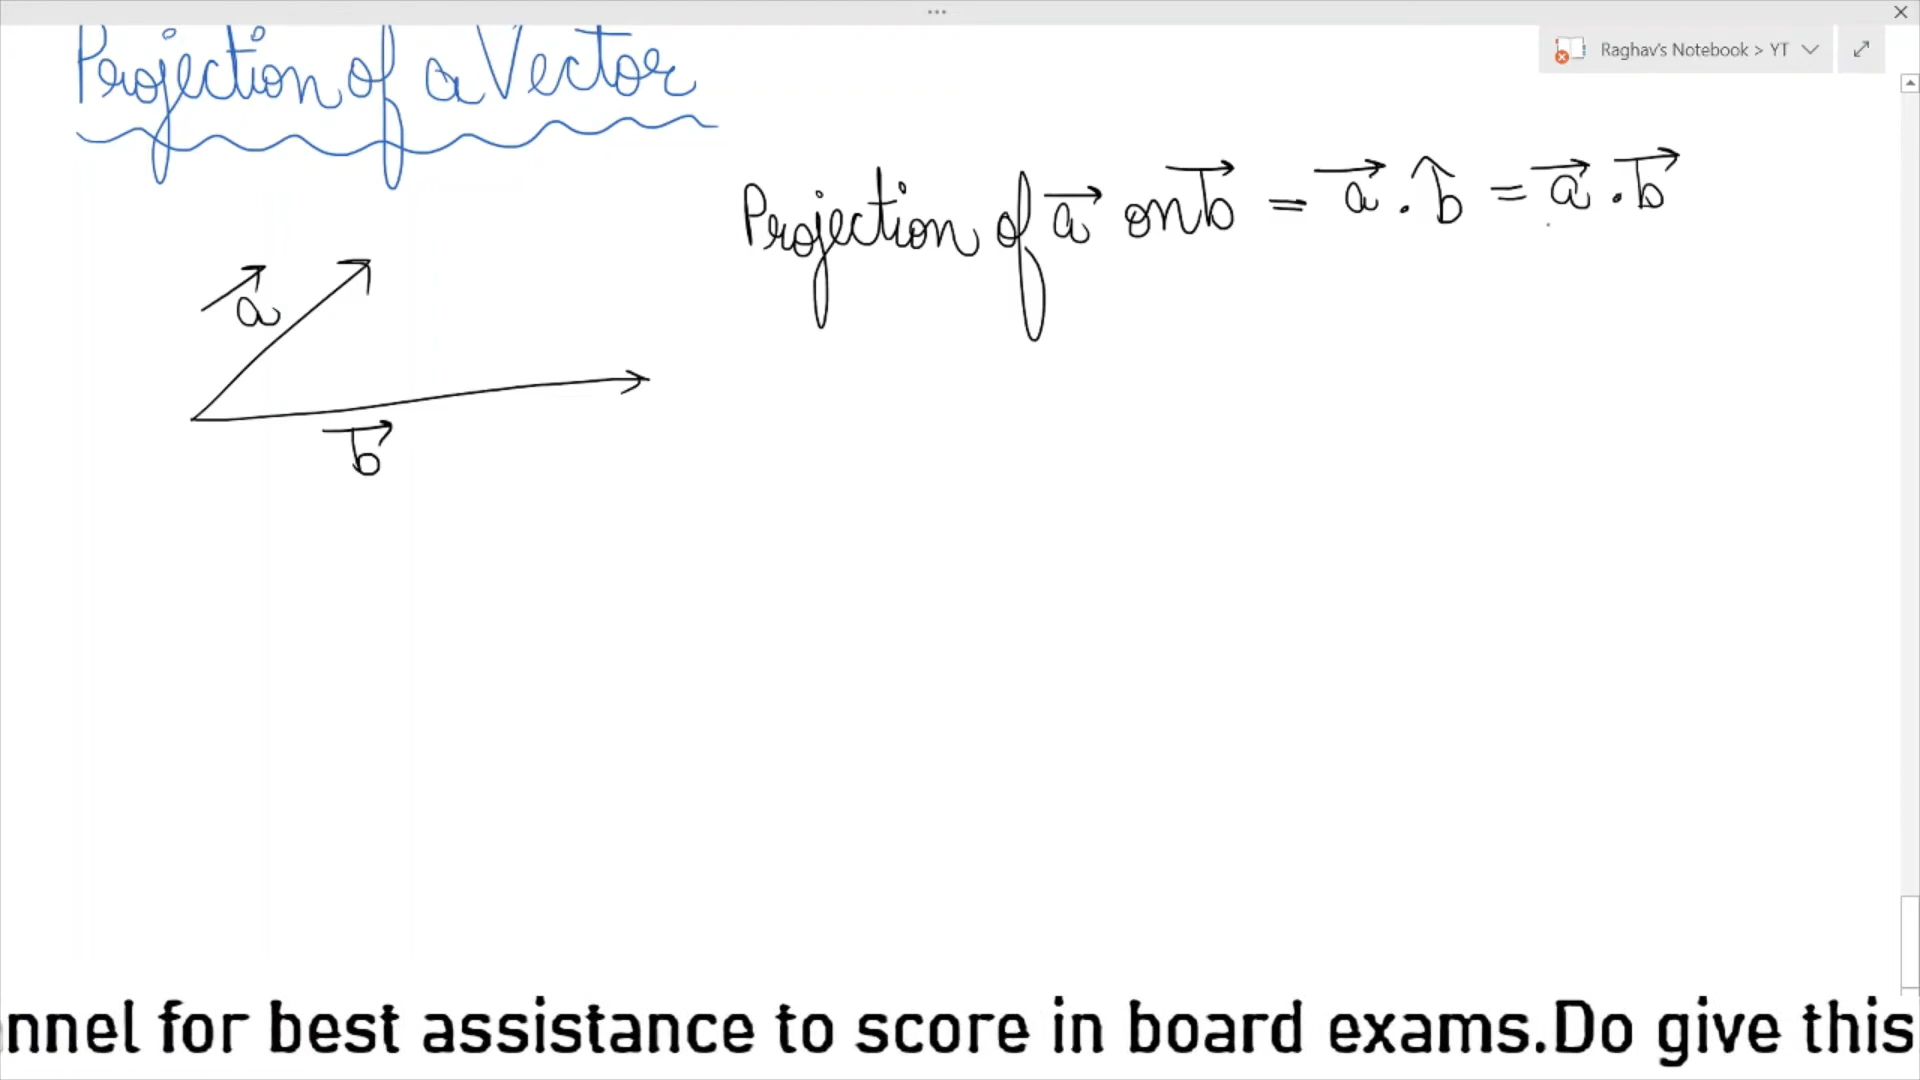 Projection of a Vector
Raghav's Notebook > YT
Projection of a⃗ on b⃗ = a⃗ . b̂ = a⃗ . b⃗
a⃗
b⃗
nnel for best assistance to score in board exams.Do give this